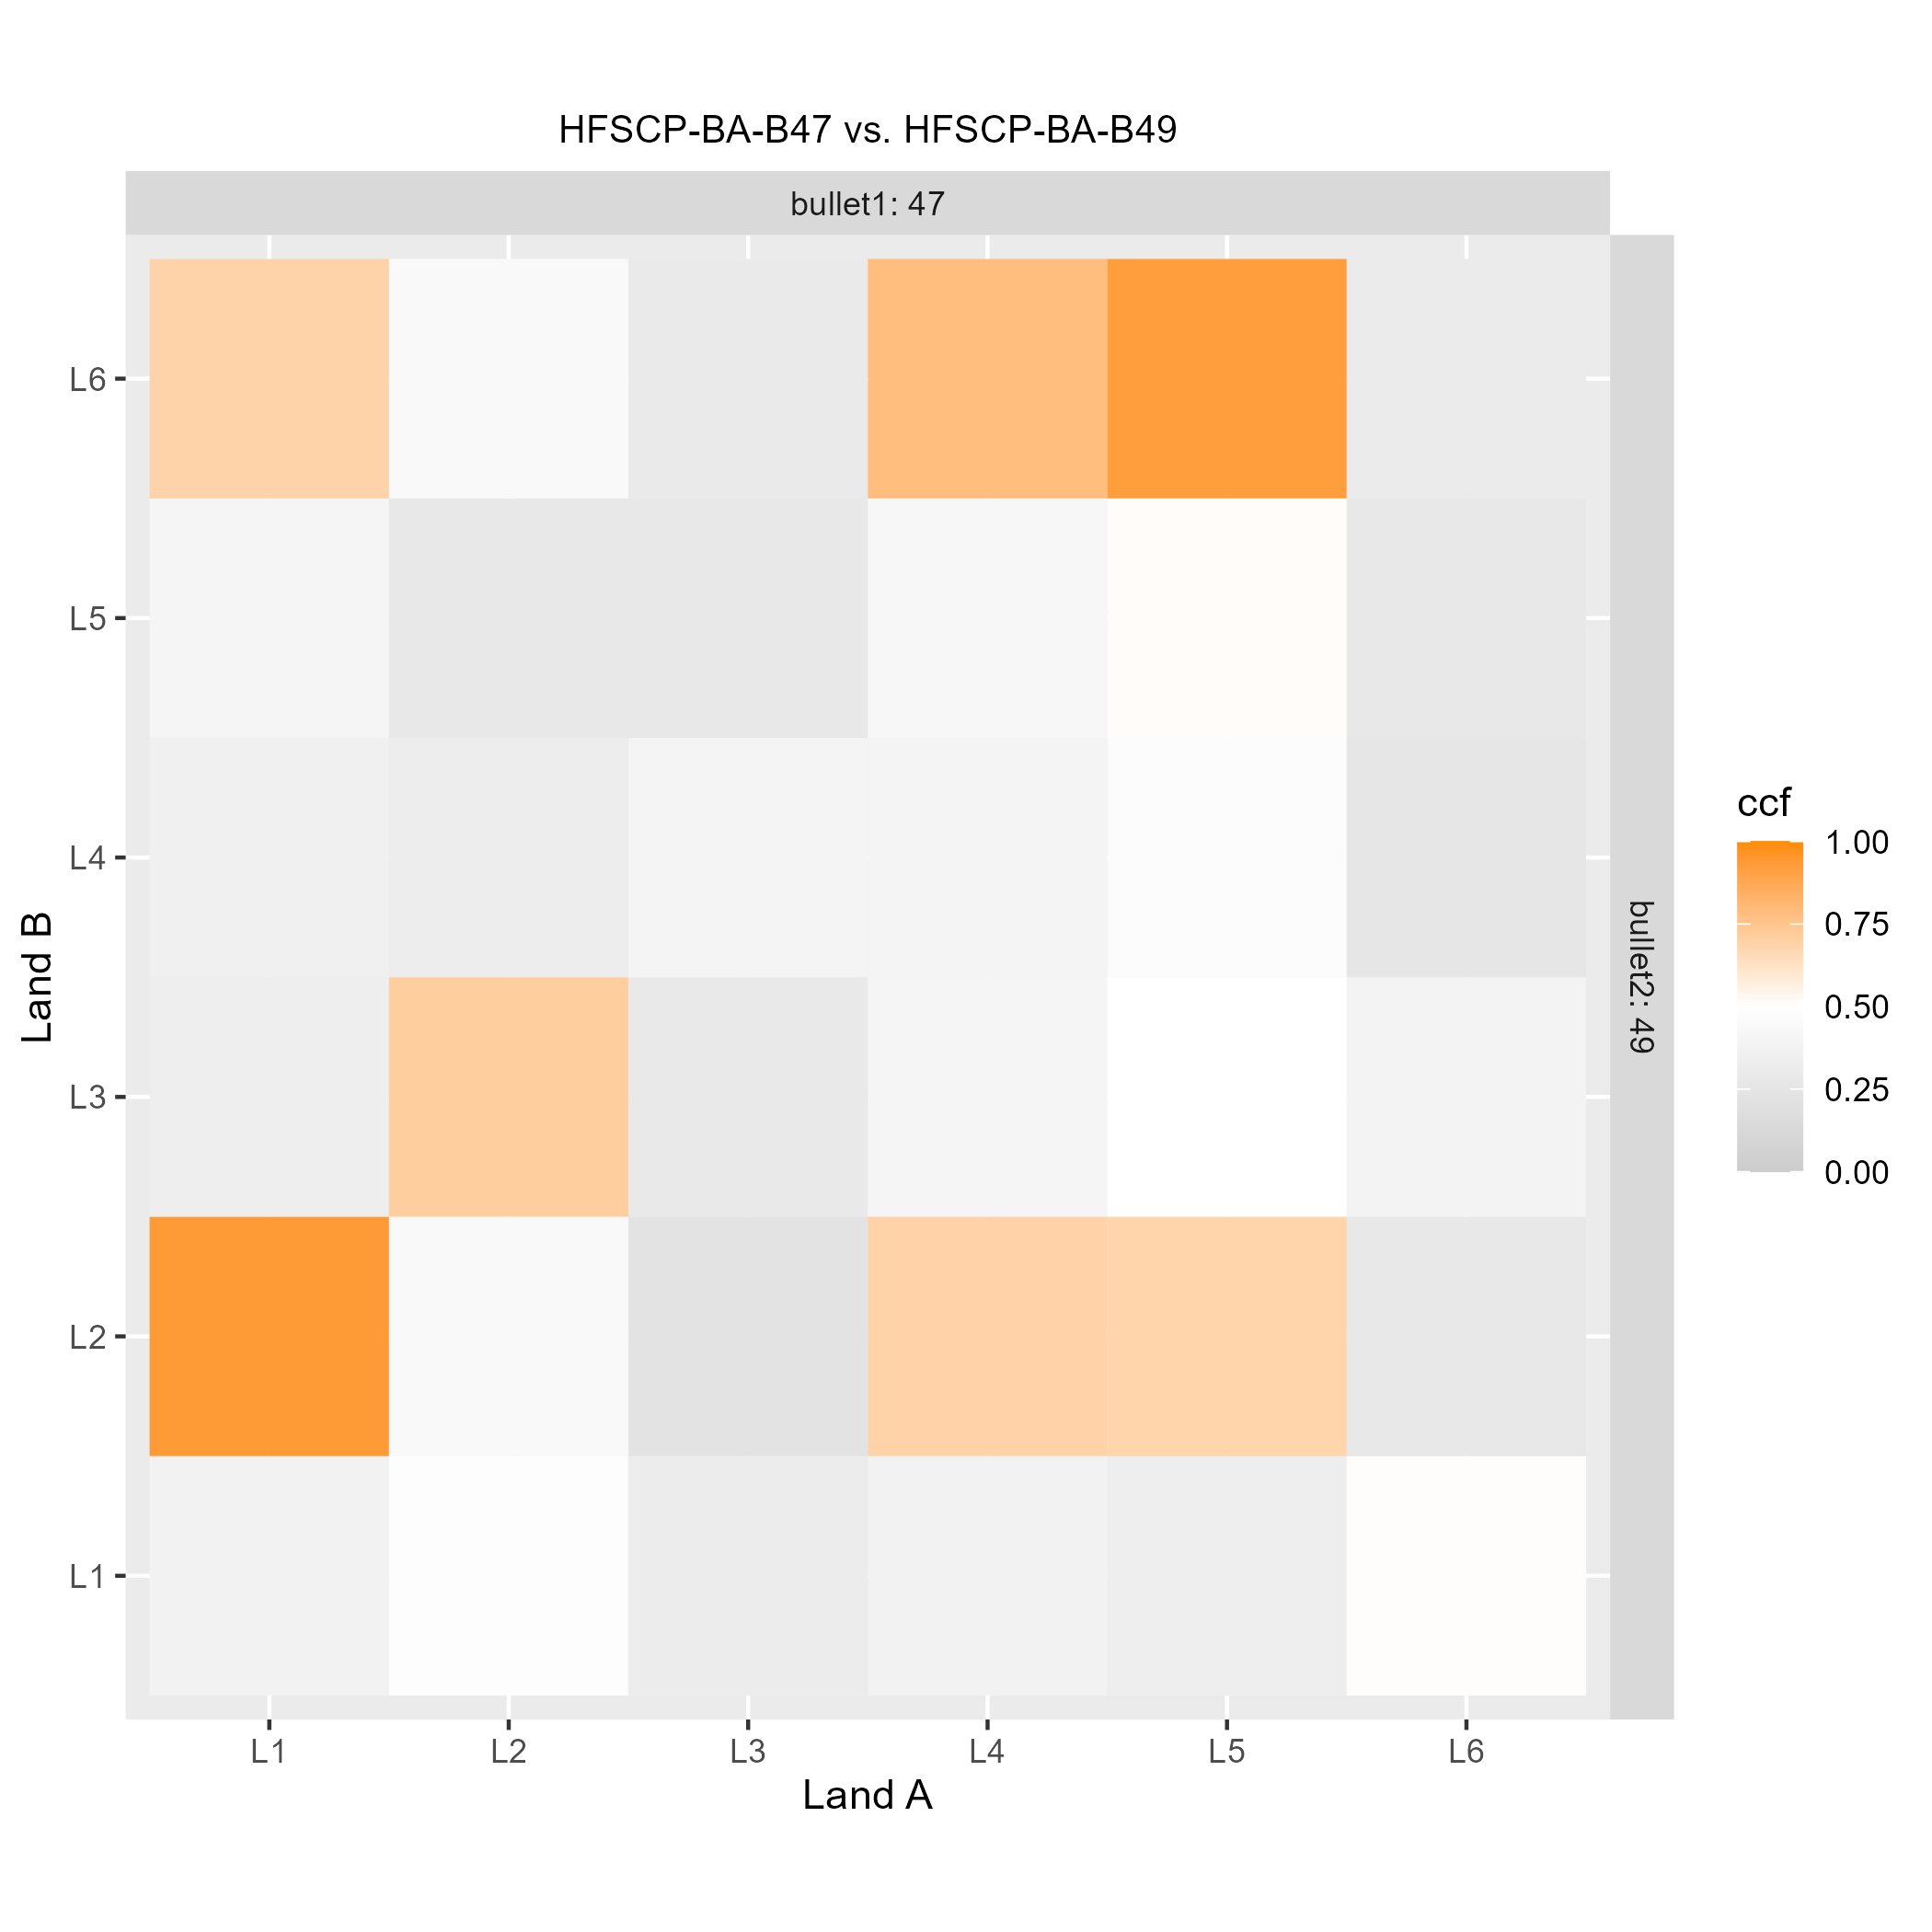 HFSCP-BA-B47 vs. HFSCP-BA-B49
bullet1: 47
L6
L5
L4
L3
L2
L1
Land B
L1
L2
L3
L4
L5
L6
Land A
bullet2: 49
ccf
1.00
0.75
0.50
0.25
0.00